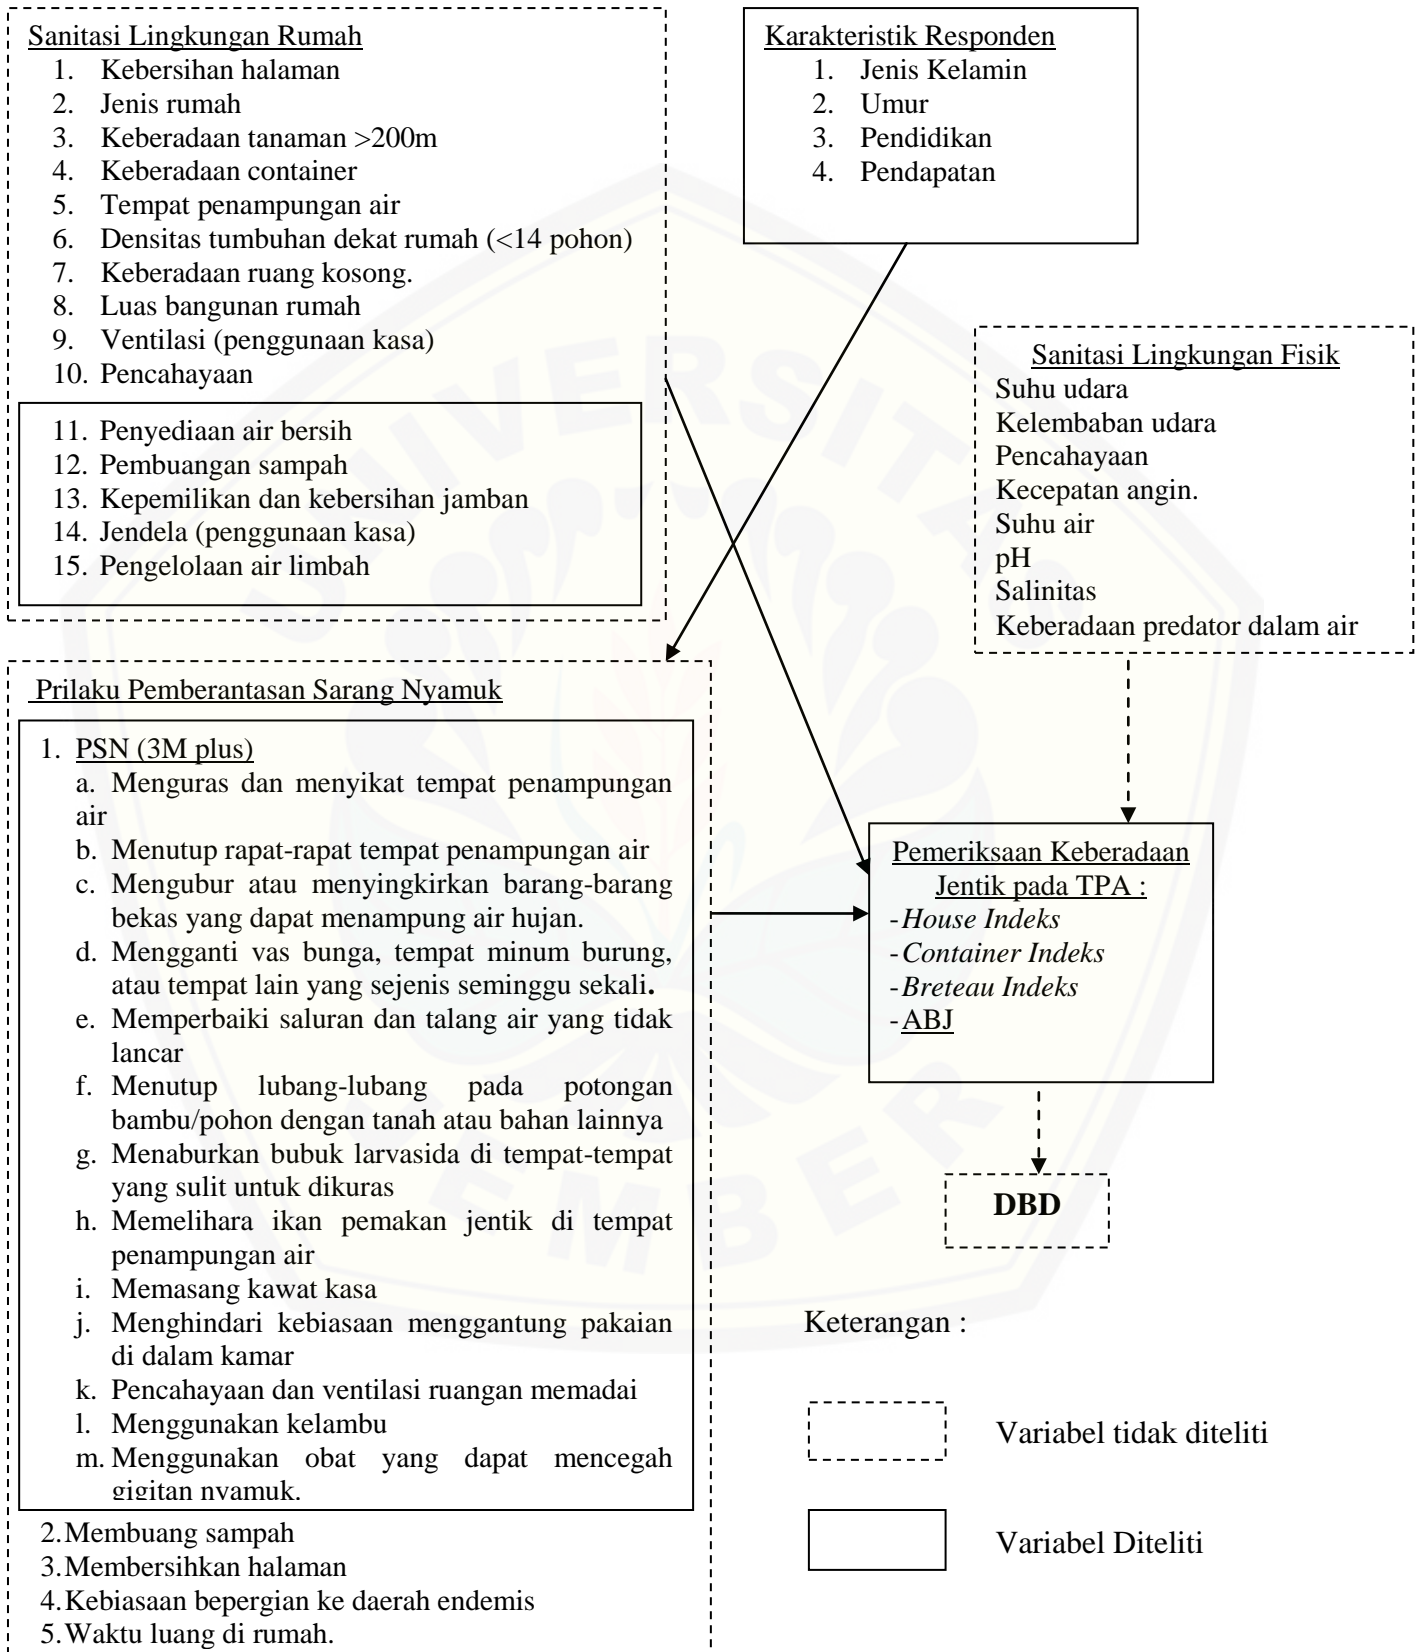 Sanitasi Lingkungan Rumah
1. Kebersihan halaman
2. Jenis rumah
3. Keberadaan tanaman >200m
4. Keberadaan container
5. Tempat penampungan air
6. Densitas tumbuhan dekat rumah (<14 pohon)
7. Keberadaan ruang kosong.
8. Luas bangunan rumah
9. Ventilasi (penggunaan kasa)
10. Pencahayaan
11. Penyediaan air bersih
12. Pembuangan sampah
13. Kepemilikan dan kebersihan jamban
14. Jendela (penggunaan kasa)
15. Pengelolaan air limbah
Karakteristik Responden
1. Jenis Kelamin
2. Umur
3. Pendidikan
4. Pendapatan
Sanitasi Lingkungan Fisik
Suhu udara
Kelembaban udara
Pencahayaan
Kecepatan angin.
Suhu air
pH
Salinitas
Keberadaan predator dalam air
Prilaku Pemberantasan Sarang Nyamuk
1. PSN (3M plus)
a. Menguras dan menyikat tempat penampungan
air
b. Menutup rapat-rapat tempat penampungan air
c. Mengubur atau menyingkirkan barang-barang
bekas yang dapat menampung air hujan.
d. Mengganti vas bunga, tempat minum burung,
atau tempat lain yang sejenis seminggu sekali.
e. Memperbaiki saluran dan talang air yang tidak
lancar
f. Menutup lubang-lubang pada potongan
bambu/pohon dengan tanah atau bahan lainnya
g. Menaburkan bubuk larvasida di tempat-tempat
yang sulit untuk dikuras
h. Memelihara ikan pemakan jentik di tempat
penampungan air
i. Memasang kawat kasa
j. Menghindari kebiasaan menggantung pakaian
di dalam kamar
k. Pencahayaan dan ventilasi ruangan memadai
l. Menggunakan kelambu
m. Menggunakan obat yang dapat mencegah
gigitan nyamuk.
2.Membuang sampah
3.Membersihkan halaman
4.Kebiasaan bepergian ke daerah endemis
5.Waktu luang di rumah.
Pemeriksaan Keberadaan
Jentik pada TPA :
-House Indeks
-Container Indeks
-Breteau Indeks
-ABJ
DBD
Keterangan :
Variabel tidak diteliti
Variabel Diteliti
UNIVERSITAS
JEMBER